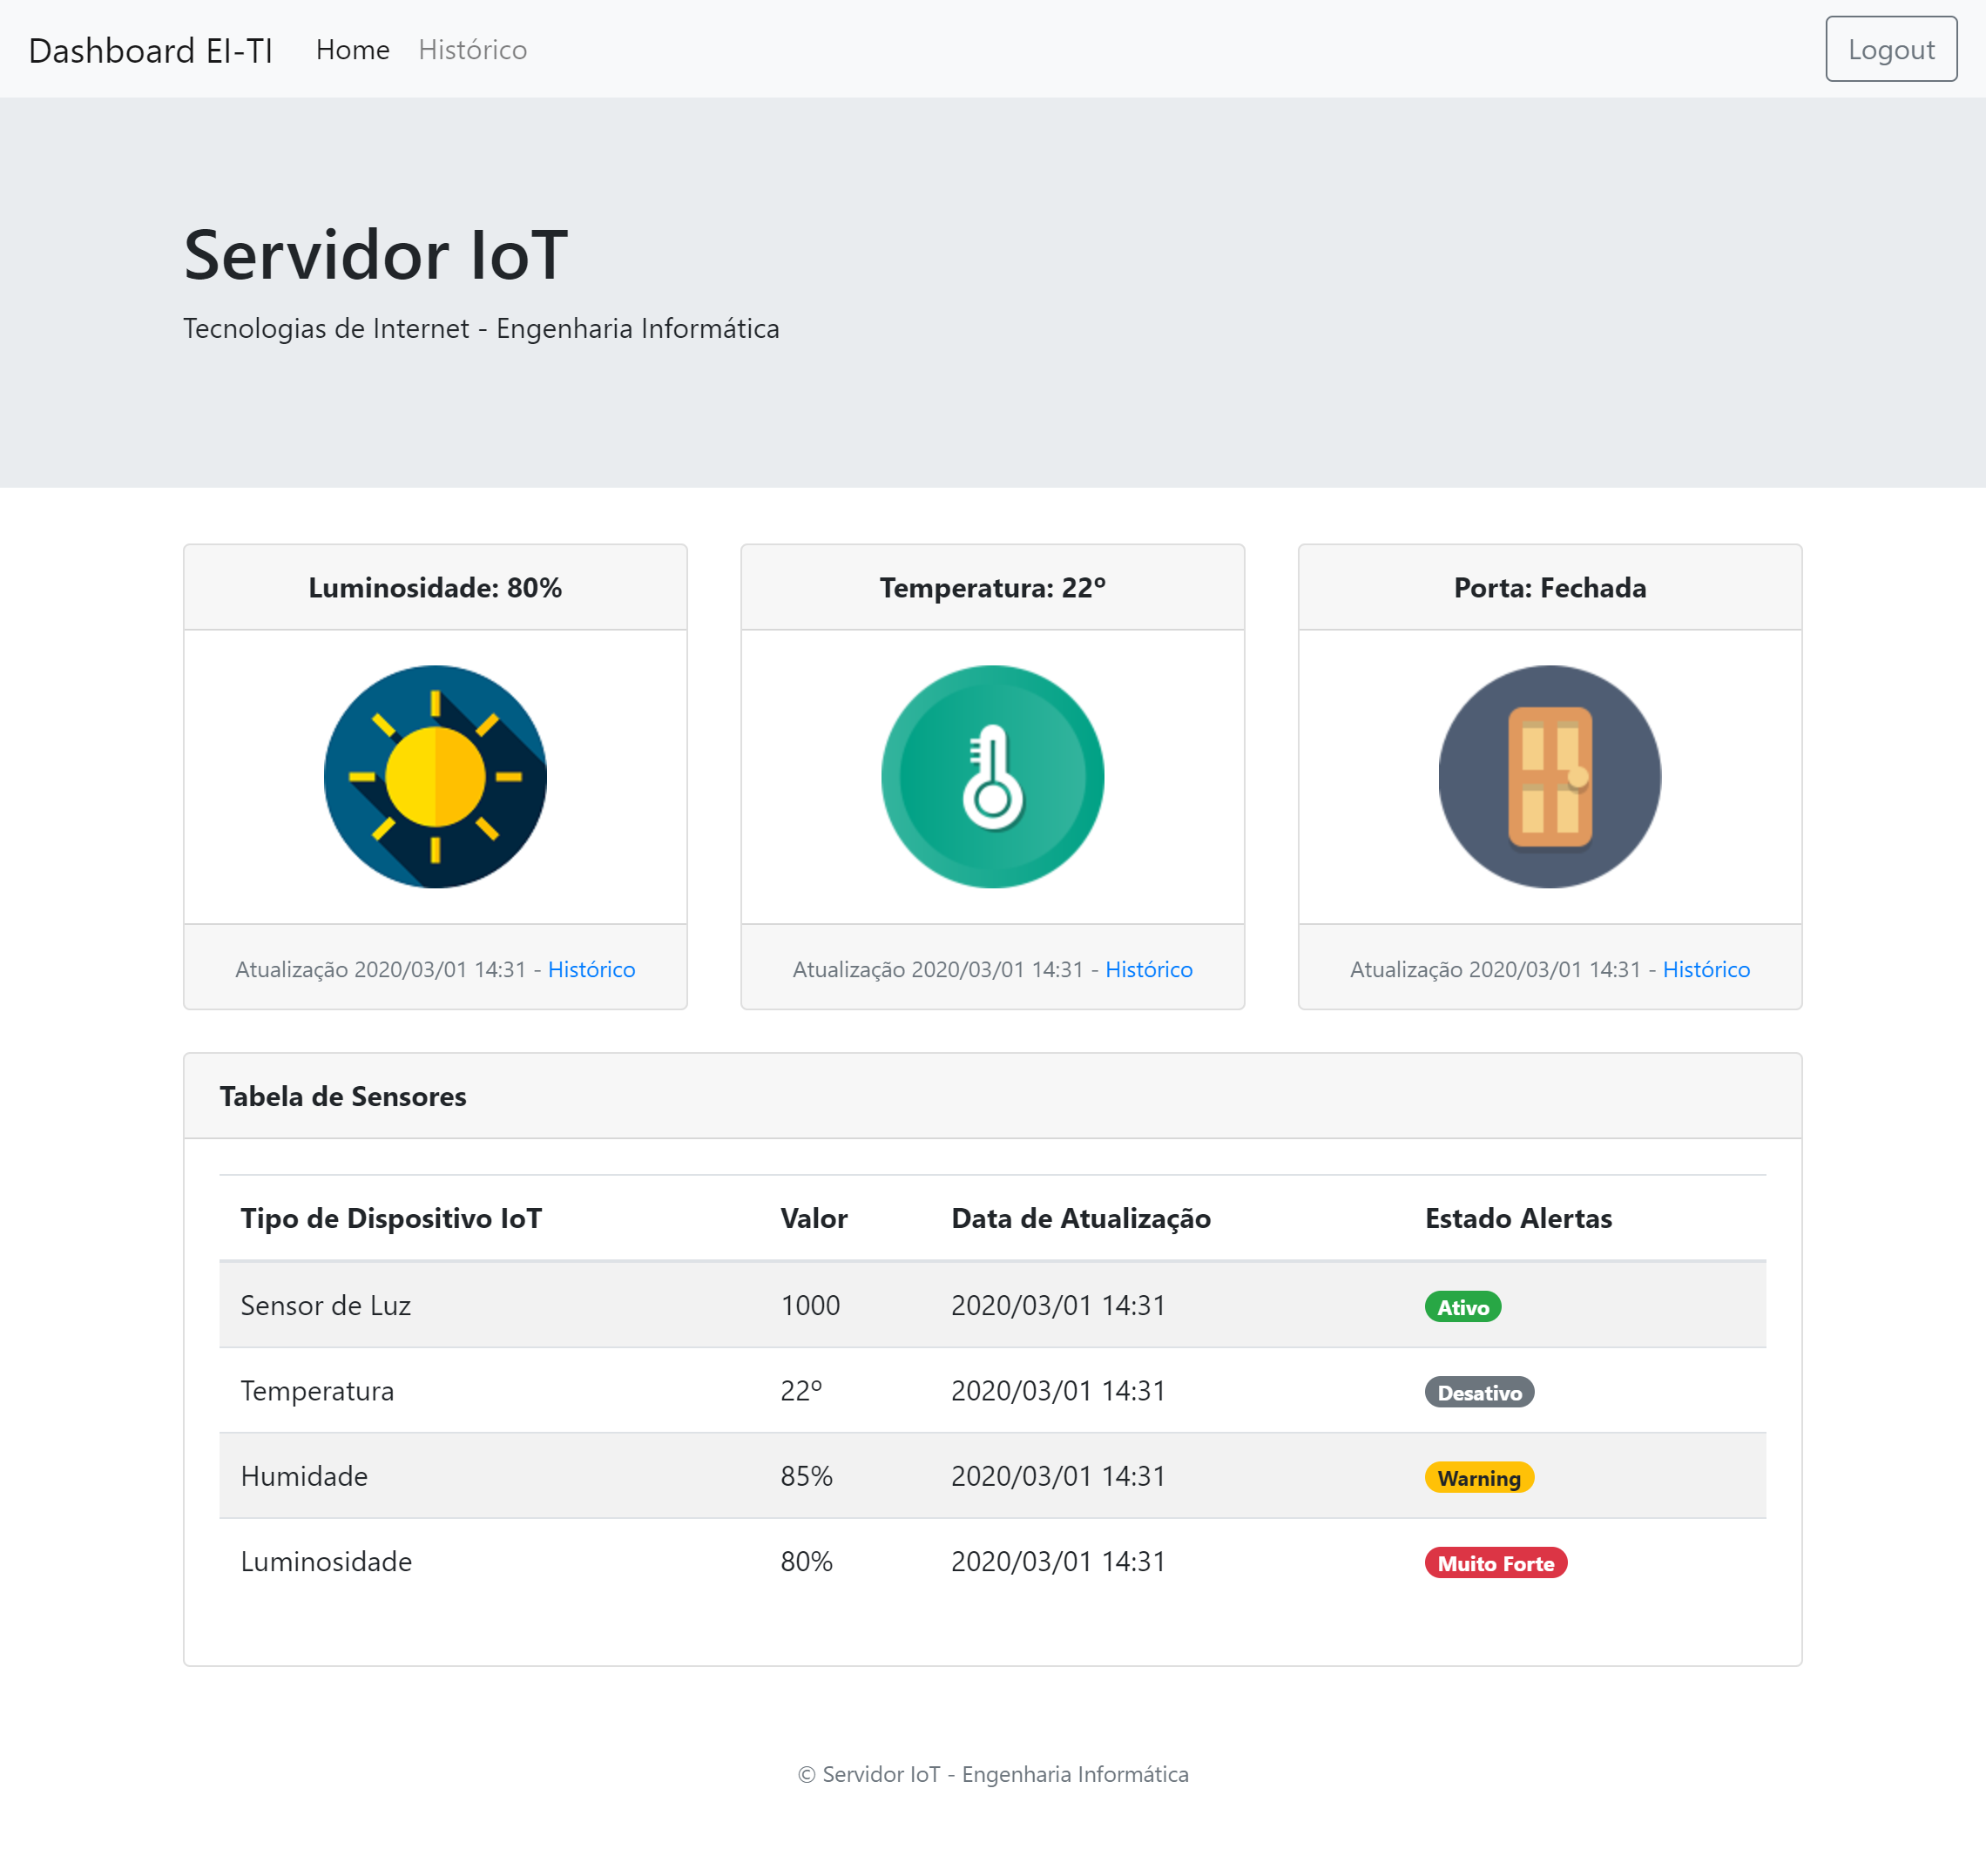 Dashboard EI-TI Home Histórico Logout
Servidor IoT
Tecnologias de Internet - Engenharia Informática
Luminosidade: 80%
Atualização 2020/03/01 14:31 - Histórico
Temperatura: 22º
Atualização 2020/03/01 14:31 - Histórico
Porta: Fechada
Atualização 2020/03/01 14:31 - Histórico
Tabela de Sensores
Tipo de Dispositivo IoT Valor Data de Atualização Estado Alertas
Sensor de Luz 1000 2020/03/01 14:31 Ativo
Temperatura 22º 2020/03/01 14:31 Desativo
Humidade 85% 2020/03/01 14:31 Warning
Luminosidade 80% 2020/03/01 14:31 Muito Forte
© Servidor IoT - Engenharia Informática